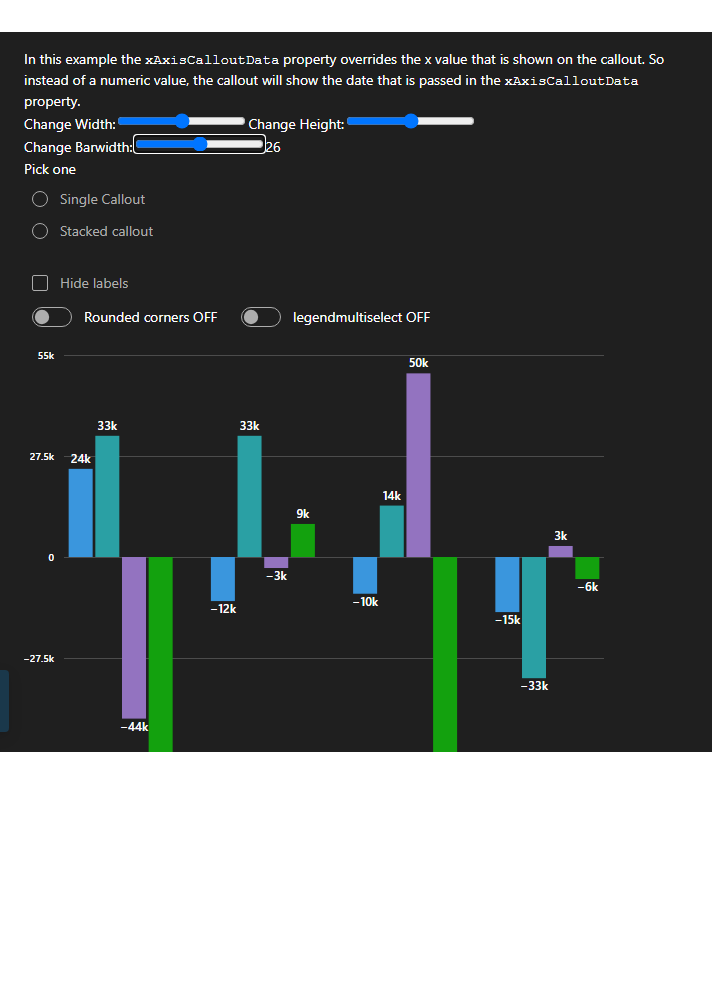 In this example the xAxisCalloutData property overrides the x value that is shown on the callout. So
instead of a numeric value, the callout will show the date that is passed in the xAxisCalloutData
property.
Change Width: Change Height:
Change Barwidth: 26
Pick one
Single Callout
Stacked callout
Hide labels
Rounded corners OFF legendmultiselect OFF
55k
50k
33k 33k
27.5k 24k
14k
9k
3k
0
−3k
−6k
−12k −10k
−15k
−27.5k
−33k
−44k